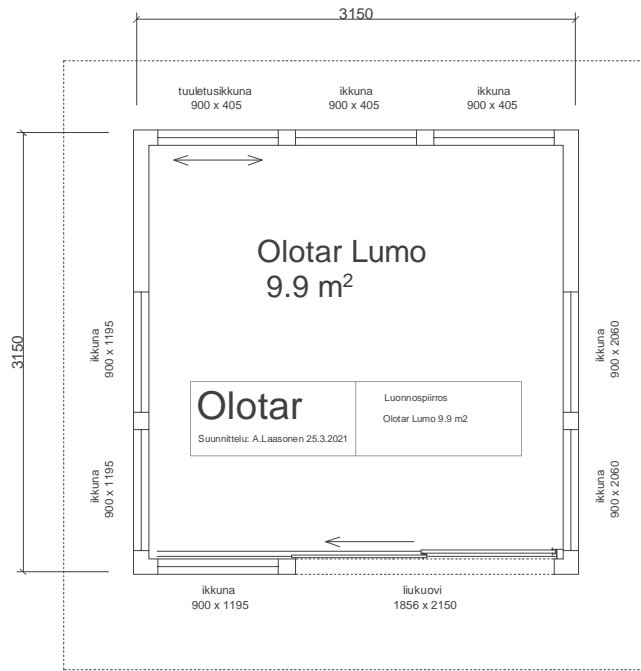 3150
tuuletusikkuna
900 x 405
ikkuna
900 x 405
ikkuna
900 x 405
Olotar Lumo
9.9 m²
3150
ikkuna
900 x 1195
ikkuna
900 x 2060
Olotar
Suunnittelu: A.Laasonen 25.3.2021
Luonnospiirros
Olotar Lumo 9.9 m2
ikkuna
900 x 1195
ikkuna
900 x 2060
ikkuna
900 x 1195
liukuovi
1856 x 2150